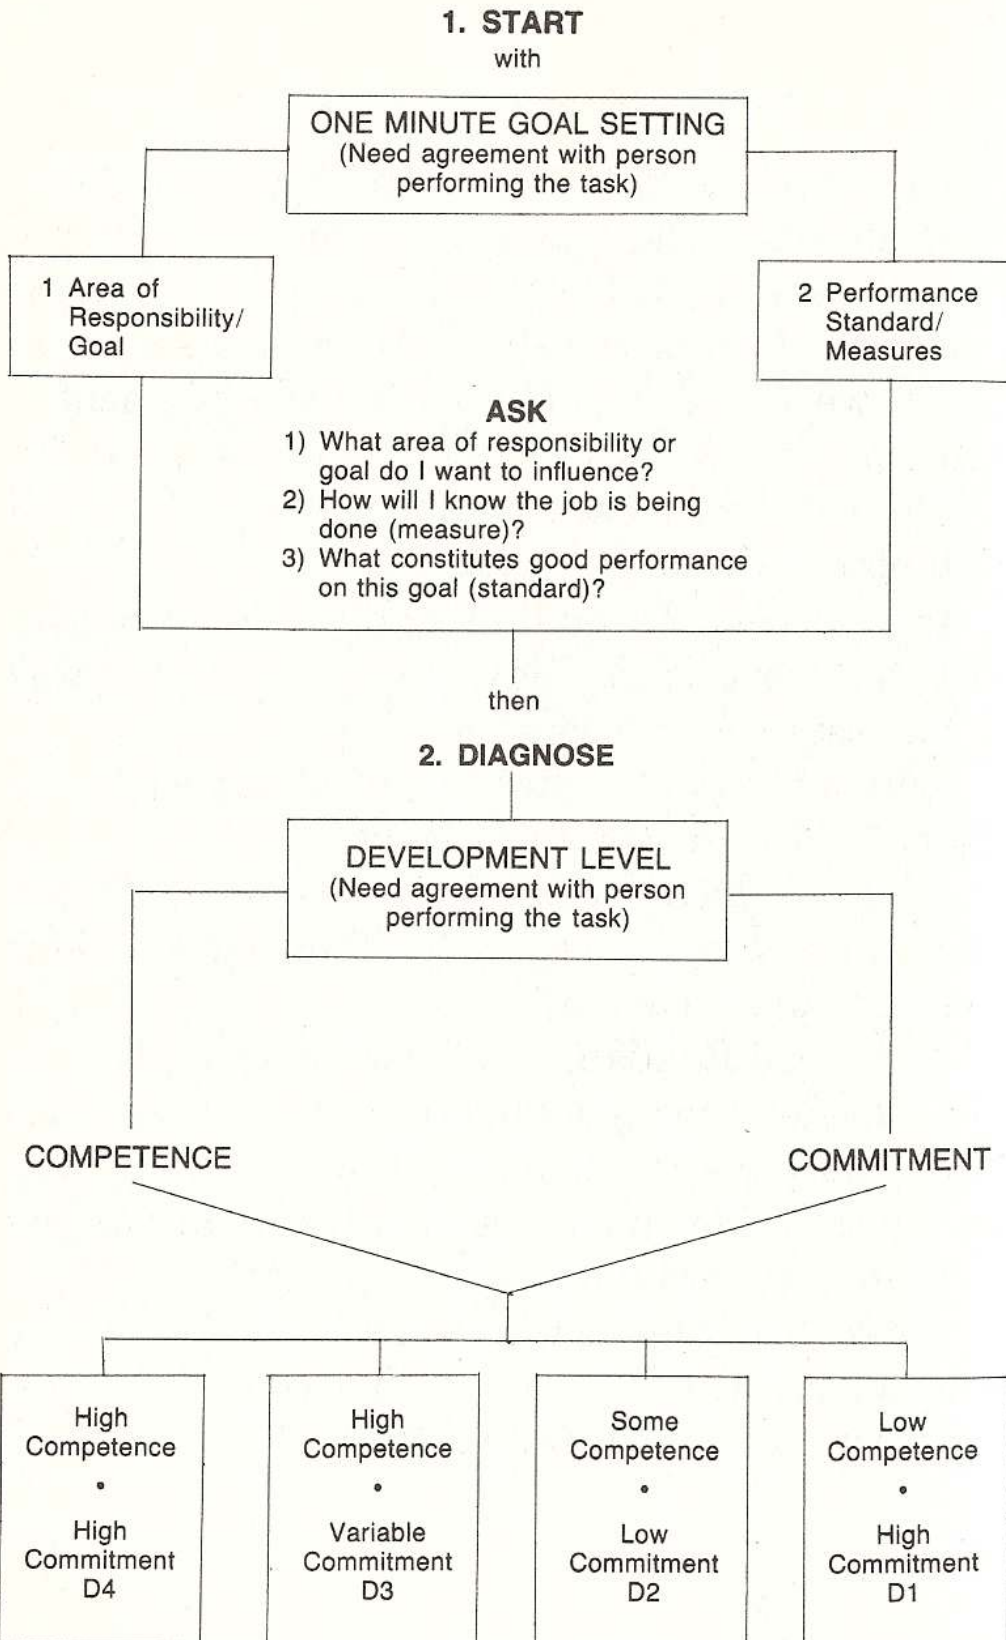 1. START
with
ONE MINUTE GOAL SETTING
(Need agreement with person
performing the task)
1 Area of
Responsibility/
Goal
2 Performance
Standard/
Measures
ASK
1) What area of responsibility or
goal do I want to influence?
2) How will I know the job is being
done (measure)?
3) What constitutes good performance
on this goal (standard)?
then
2. DIAGNOSE
DEVELOPMENT LEVEL
(Need agreement with person
performing the task)
COMPETENCE
COMMITMENT
High
Competence
•
High
Commitment
D4
High
Competence
•
Variable
Commitment
D3
Some
Competence
•
Low
Commitment
D2
Low
Competence
•
High
Commitment
D1